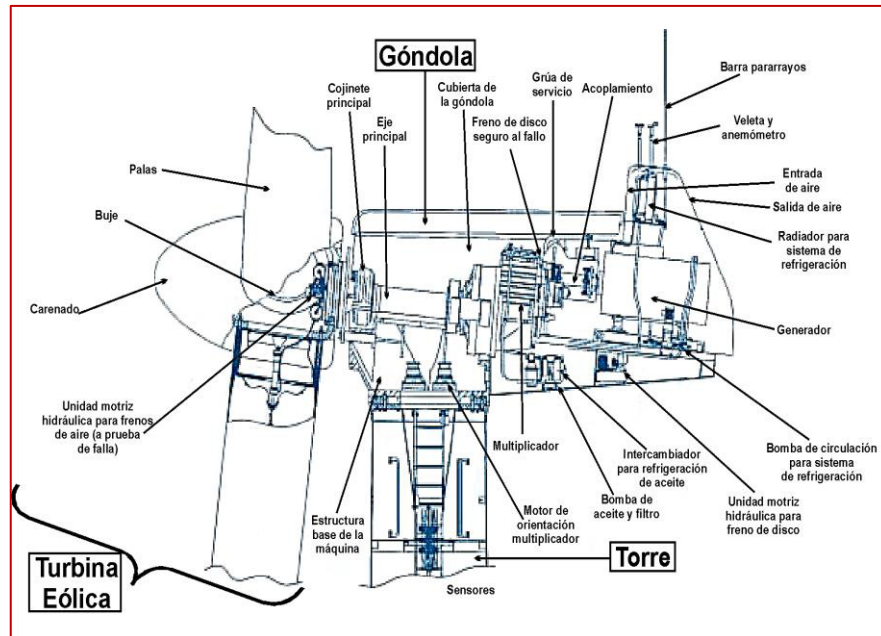 Góndola
Cojinete
principal
Eje
principal
Cubierta de
la góndola
Grúa de
servicio
Freno de disco
seguro al fallo
Acoplamiento
Barra pararrayos
Veleta y
anemómetro
Entrada
de aire
Salida de aire
Radiador para
sistema de
refrigeración
Generador
Palas
Buje
Carenado
Unidad motriz
hidráulica para frenos
de aire (a prueba
de falla)
Estructura
base de la
máquina
Multiplicador
Motor de
orientación
multiplicador
Intercambiador
para refrigeración
de aceite
Bomba de
aceite y filtro
Bomba de circulación
para sistema
de refrigeración
Unidad motriz
hidráulica para
freno de disco
Turbina
Eólica
Torre
Sensores